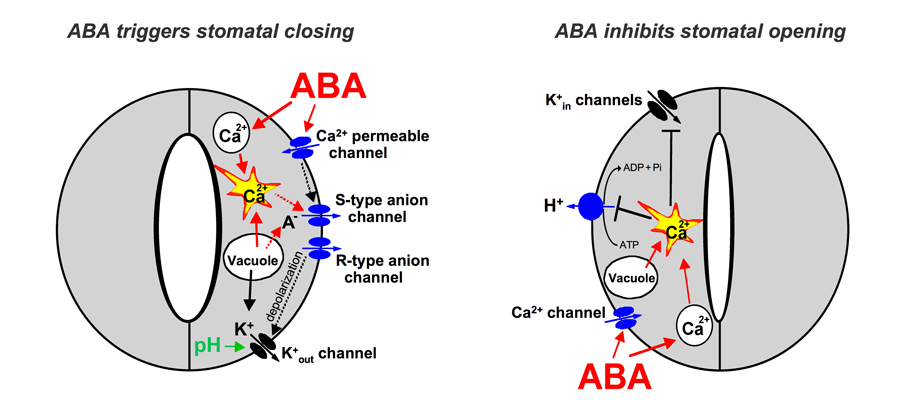 ABA triggers stomatal closing
ABA
Ca2+
Ca2+ permeable
channel
Ca2+
S-type anion
channel
A-
Vacuole
R-type anion
channel
depolarization
K+
pH
K+out channel
ABA inhibits stomatal opening
K+in channels
ADP + Pi
H+
Ca2+
ATP
Vacuole
Ca2+ channel
Ca2+
ABA